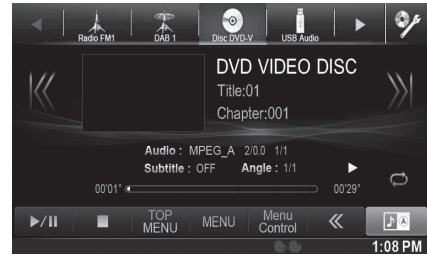 Radio FM1 DAB 1 Disc DVD-V USB Audio
DVD VIDEO DISC
Title:01
Chapter:001
Audio : MPEG_A 2/0.0 1/1
Subtitle : OFF Angle : 1/1
00'01" 00'29"
TOP MENU MENU Menu Control
1:08 PM